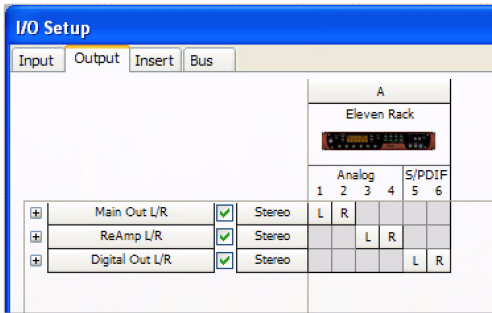 I/O Setup
Input Output Insert Bus
A
Eleven Rack
Analog S/PDIF
1 2 3 4 5 6
Main Out L/R Stereo L R
ReAmp L/R Stereo L R
Digital Out L/R Stereo L R